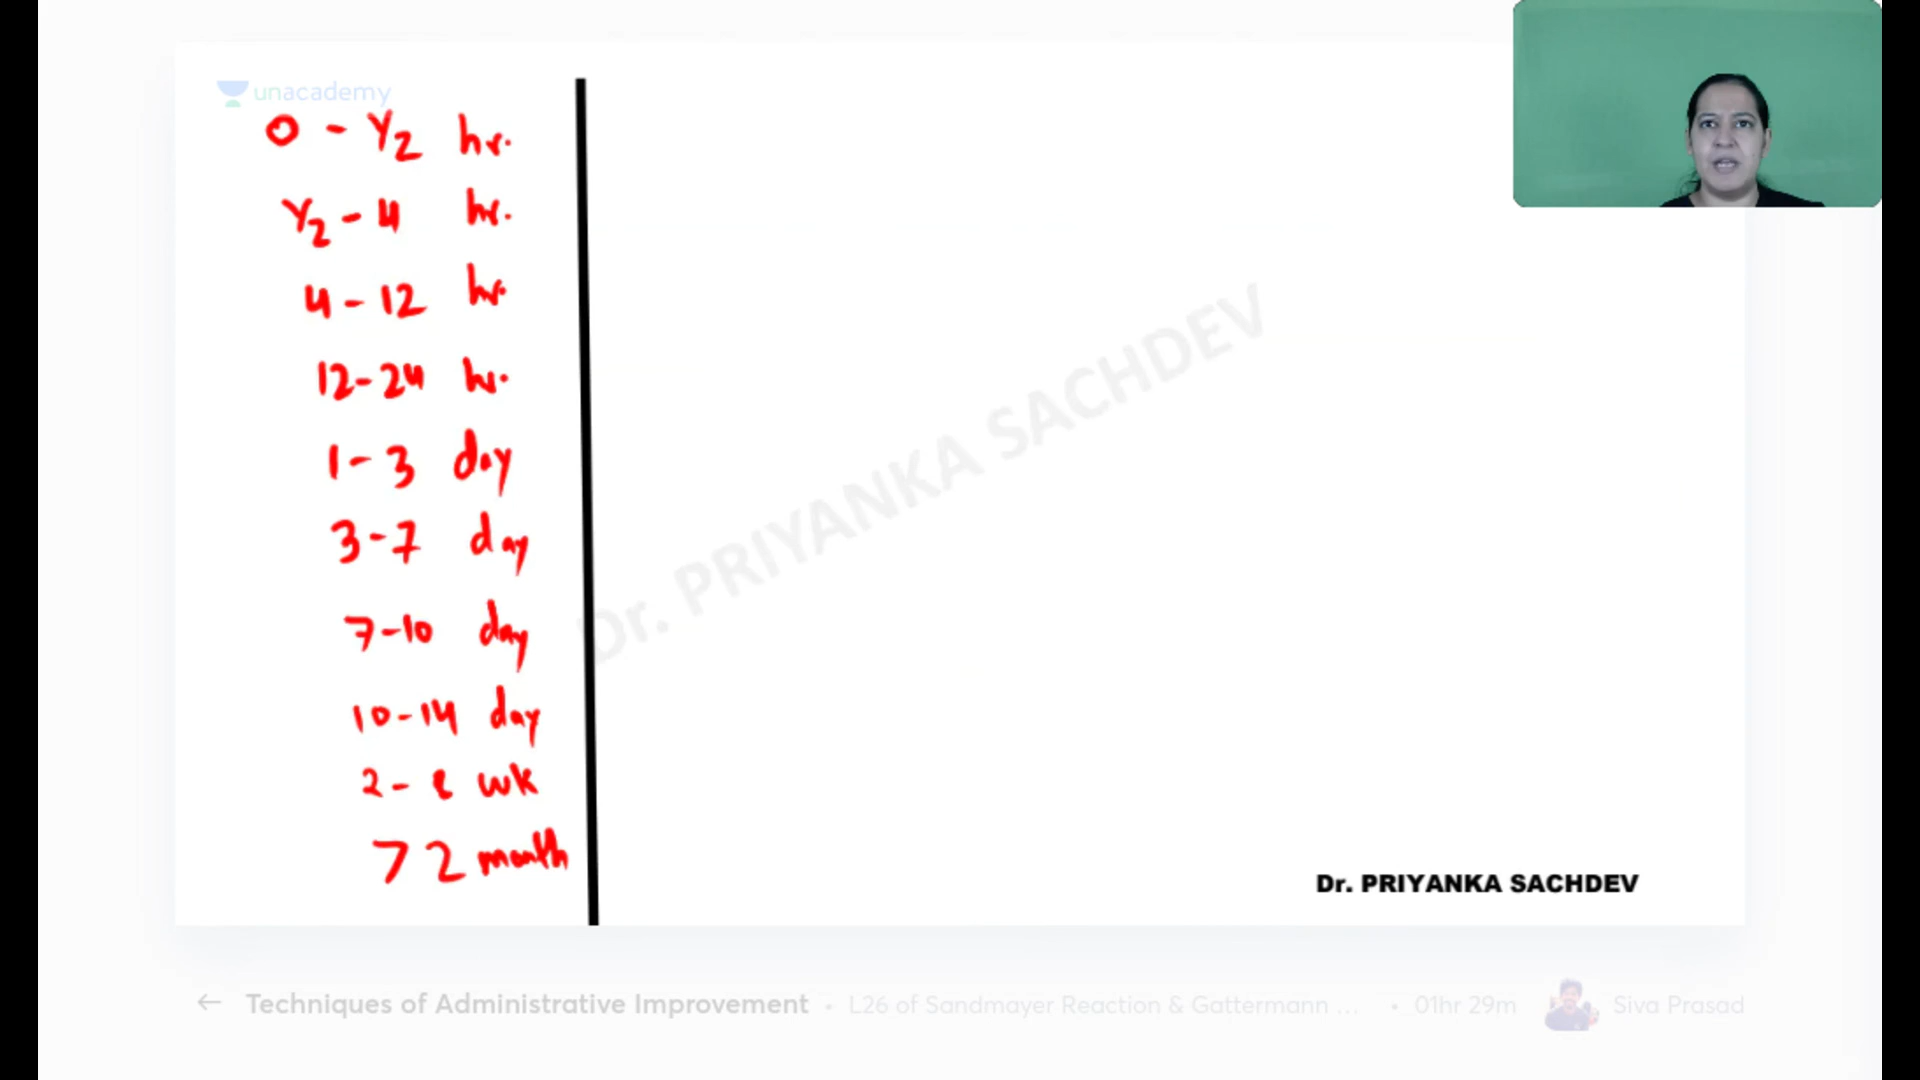 unacademy
0 - 1/2 hr.
1/2 - 4 hr.
4 - 12 hr.
12 - 24 hr.
1 - 3 day
3 - 7 day
7 - 10 day
10 - 14 day
2 - 8 wk
> 2 month
Dr. PRIYANKA SACHDEV
Dr. PRIYANKA SACHDEV
← Techniques of Administrative Improvement • L26 of Sandmayer Reaction & Gattermann ... • 01hr 29m Siva Prasad